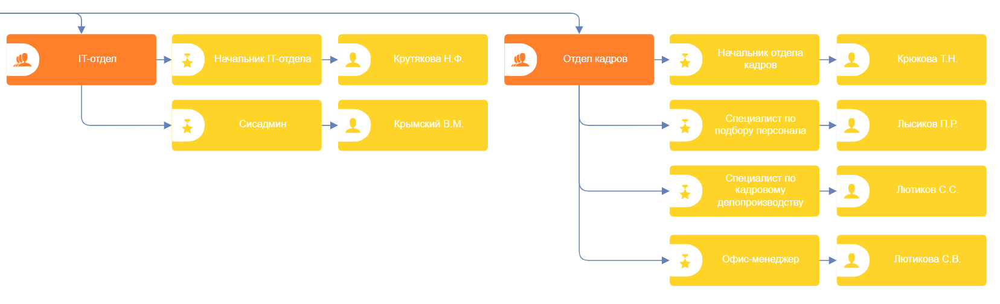 IT-отдел
Начальник IT-отдела
Крутякова Н.Ф.
Сисадмин
Крымский В.М.
Отдел кадров
Начальник отдела
кадров
Крюкова Т.Н.
Специалист по
подбору персонала
Лысиков П.Р.
Специалист по
кадровому
делопроизводству
Лютиков С.С.
Офис-менеджер
Лютикова С.В.